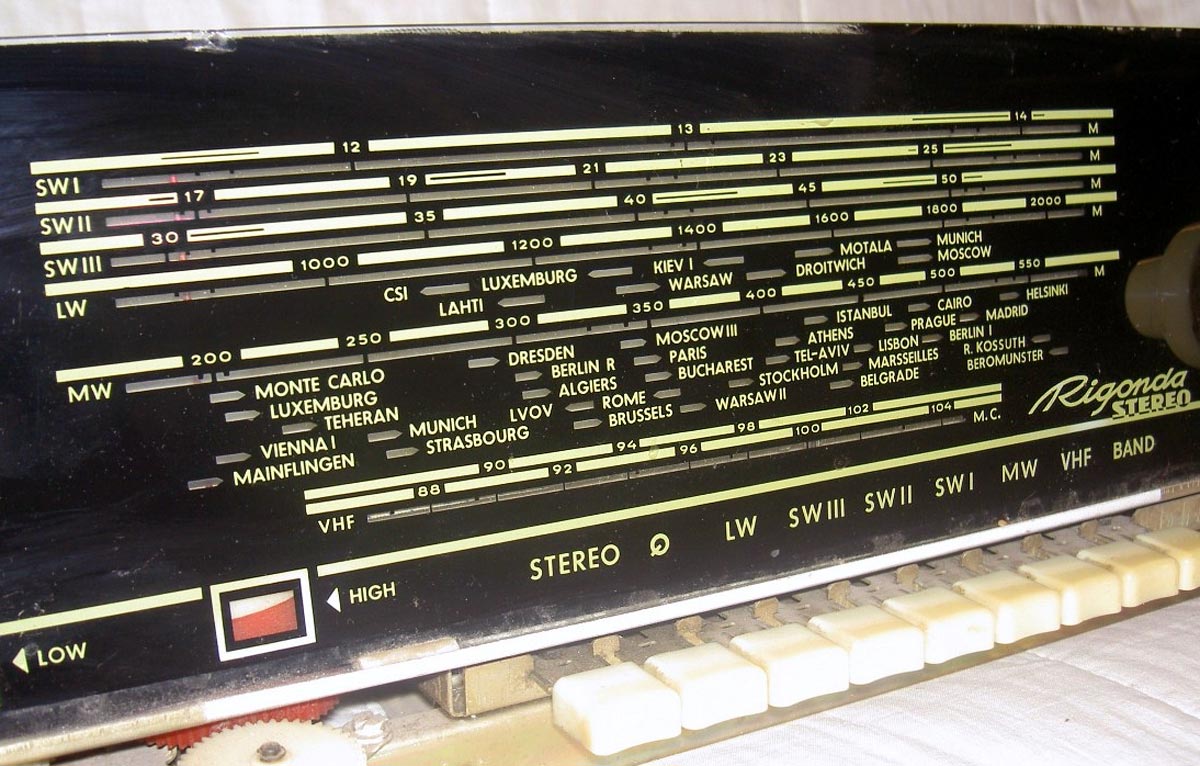 12 13 14
SW I M
17 19 21 23 25
SW II M
30 35 40 45 50
SW III M
1000 1200 1400 1600 1800 2000
LW M
CSI LUXEMBURG KIEV I MOTALA MUNICH
LAHTI WARSAW DROITWICH MOSCOW
200 250 300 350 400 450 500 550
MW M
MONTE CARLO DRESDEN MOSCOW III ISTANBUL CAIRO HELSINKI
LUXEMBURG BERLIN R PARIS ATHENS PRAGUE MADRID
TEHERAN ALGIERS BUCHAREST TEL-AVIV LISBON BERLIN I
VIENNA I MUNICH LVOV ROME STOCKHOLM MARSEILLES R. KOSSUTH
MAINFLINGEN STRASBOURG BRUSSELS WARSAW II BELGRADE BEROMUNSTER
Rigonda
STEREO
90 94 98 102
88 92 96 100 104
VHF M.C.
STEREO LW SW III SW II SW I MW VHF BAND
HIGH
LOW